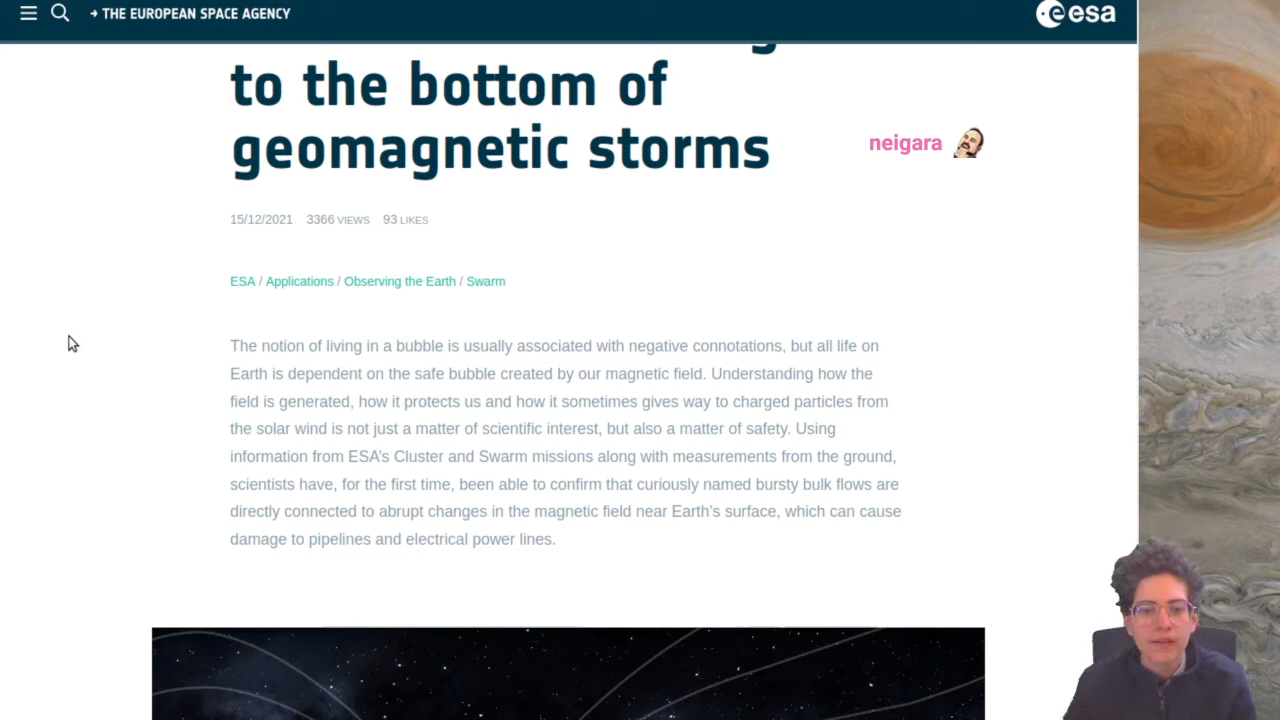 → THE EUROPEAN SPACE AGENCY
esa
to the bottom of
geomagnetic storms
neigara
15/12/2021 3366 VIEWS 93 LIKES
ESA / Applications / Observing the Earth / Swarm
The notion of living in a bubble is usually associated with negative connotations, but all life on
Earth is dependent on the safe bubble created by our magnetic field. Understanding how the
field is generated, how it protects us and how it sometimes gives way to charged particles from
the solar wind is not just a matter of scientific interest, but also a matter of safety. Using
information from ESA’s Cluster and Swarm missions along with measurements from the ground,
scientists have, for the first time, been able to confirm that curiously named bursty bulk flows are
directly connected to abrupt changes in the magnetic field near Earth’s surface, which can cause
damage to pipelines and electrical power lines.